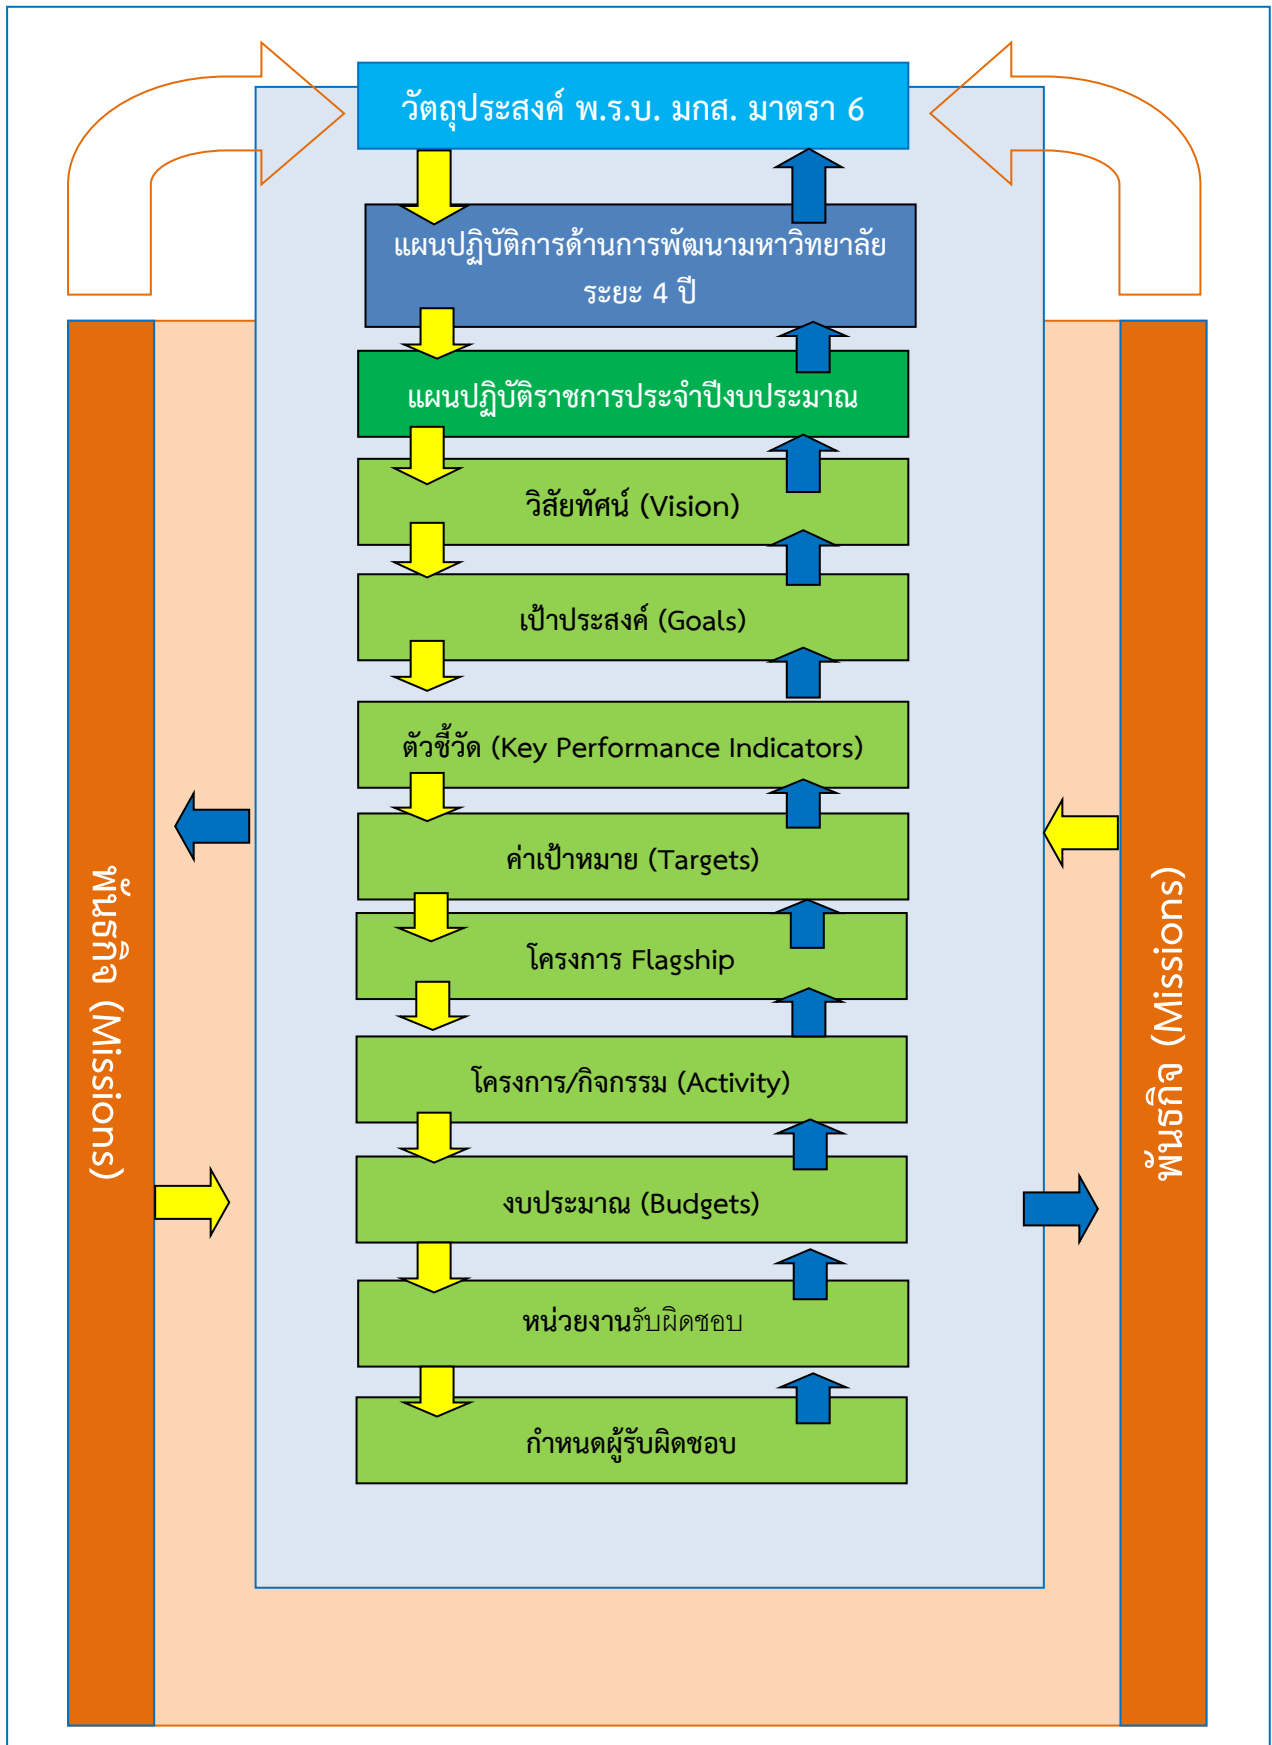 วัตถุประสงค์ พ.ร.บ. มกส. มาตรา 6
แผนปฏิบัติการด้านการพัฒนามหาวิทยาลัย
ระยะ 4 ปี
แผนปฏิบัติราชการประจำปีงบประมาณ
วิสัยทัศน์ (Vision)
เป้าประสงค์ (Goals)
ตัวชี้วัด (Key Performance Indicators)
ค่าเป้าหมาย (Targets)
โครงการ Flagship
โครงการ/กิจกรรม (Activity)
งบประมาณ (Budgets)
หน่วยงานรับผิดชอบ
กำหนดผู้รับผิดชอบ
พันธกิจ (Missions)
พันธกิจ (Missions)